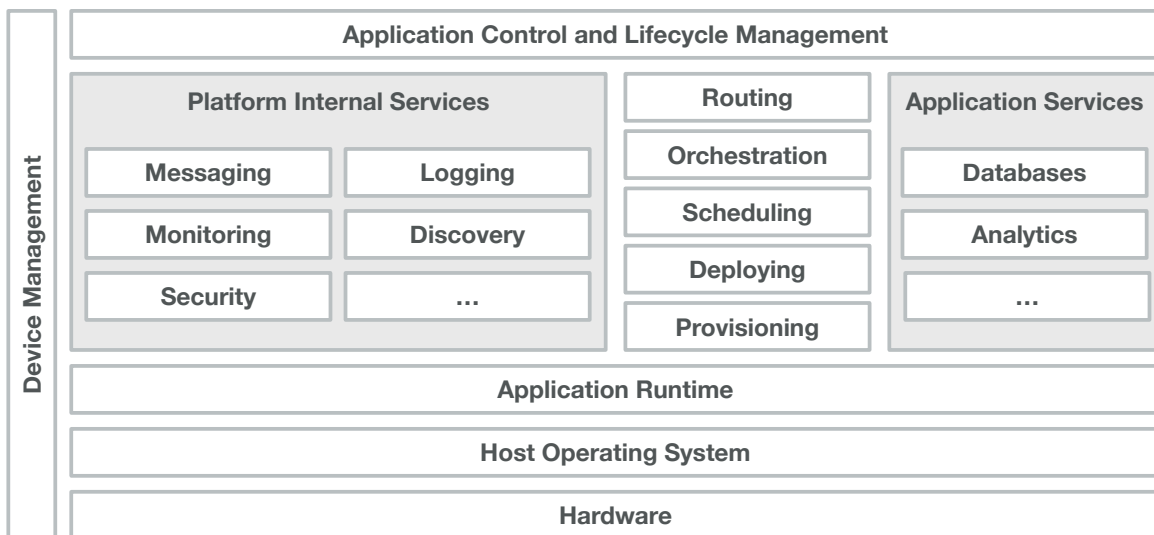 Device Management
Application Control and Lifecycle Management
Platform Internal Services
Messaging
Logging
Monitoring
Discovery
Security
...
Routing
Orchestration
Scheduling
Deploying
Provisioning
Application Services
Databases
Analytics
...
Application Runtime
Host Operating System
Hardware